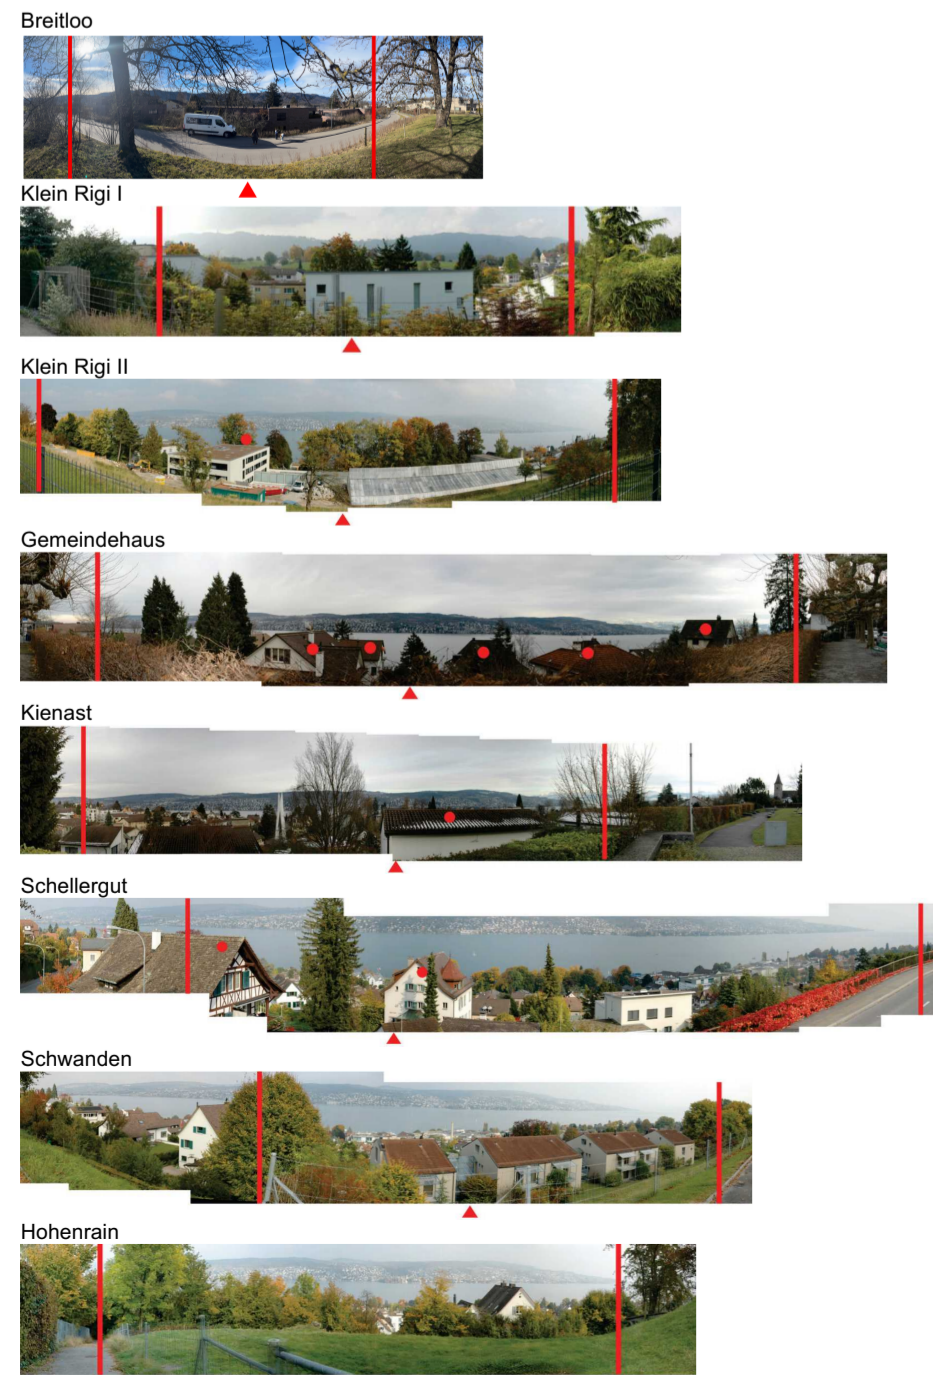 Breitloo
Klein Rigi I
Klein Rigi II
Gemeindehaus
Kienast
Schellergut
Schwanden
Hohenrain